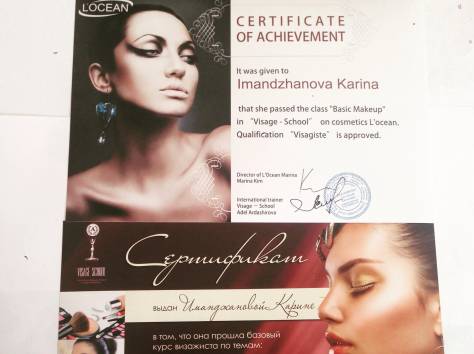 L'OCEAN
CERTIFICATE
OF ACHIEVEMENT
It was given to
Imandzhanova Karina
that she passed the class "Basic Makeup"
in "Visage - School" on cosmetics L'ocean.
Qualification "Visagiste" is approved.
Director of L'Ocean Marina
Marina Kim
International trainer
Visage — School
Adel Ardashirova
Сертификат
VISAGE SCHOOL
выдан Иманджановой Карине
в том, что она прошла базовый
курс визажиста по темам: